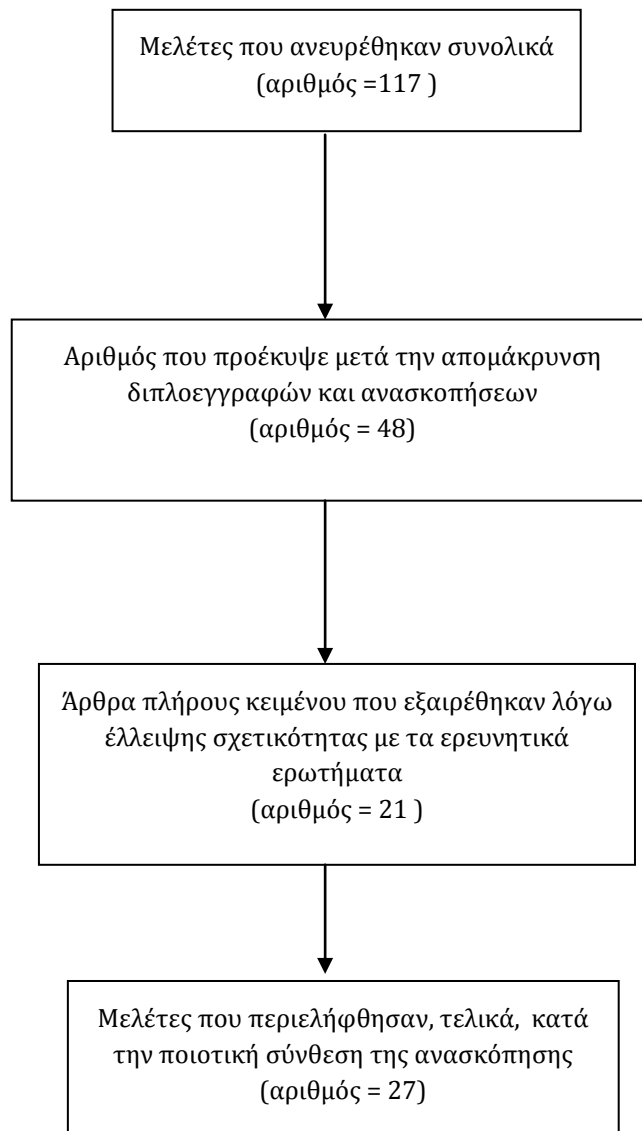 Μελέτες που ανευρέθηκαν συνολικά
(αριθμός =117 )
Αριθμός που προέκυψε μετά την απομάκρυνση
διπλοεγγραφών και ανασκοπήσεων
(αριθμός = 48)
Άρθρα πλήρους κειμένου που εξαιρέθηκαν λόγω
έλλειψης σχετικότητας με τα ερευνητικά
ερωτήματα
(αριθμός = 21 )
Μελέτες που περιελήφθησαν, τελικά, κατά
την ποιοτική σύνθεση της ανασκόπησης
(αριθμός = 27)